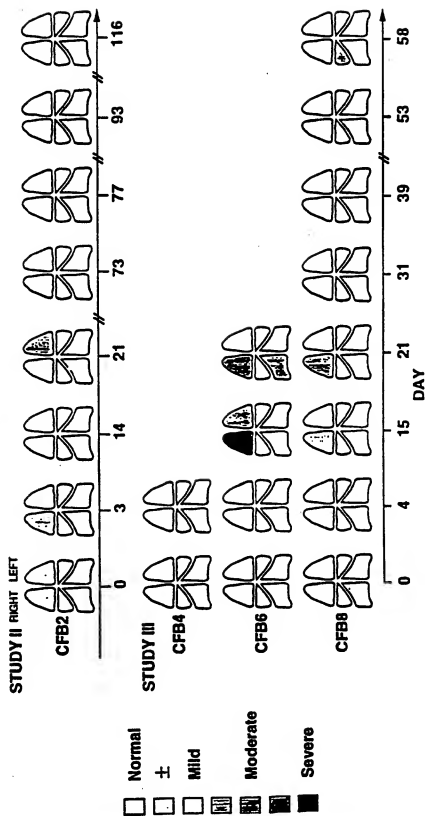 STUDY II RIGHT LEFT
CFB2
0 3 14 21 73 77 93 116
STUDY III
CFB4
CFB6
CFB8
0 4 15 21 31 39 53 58
DAY
Normal
±
Mild
Moderate
Severe